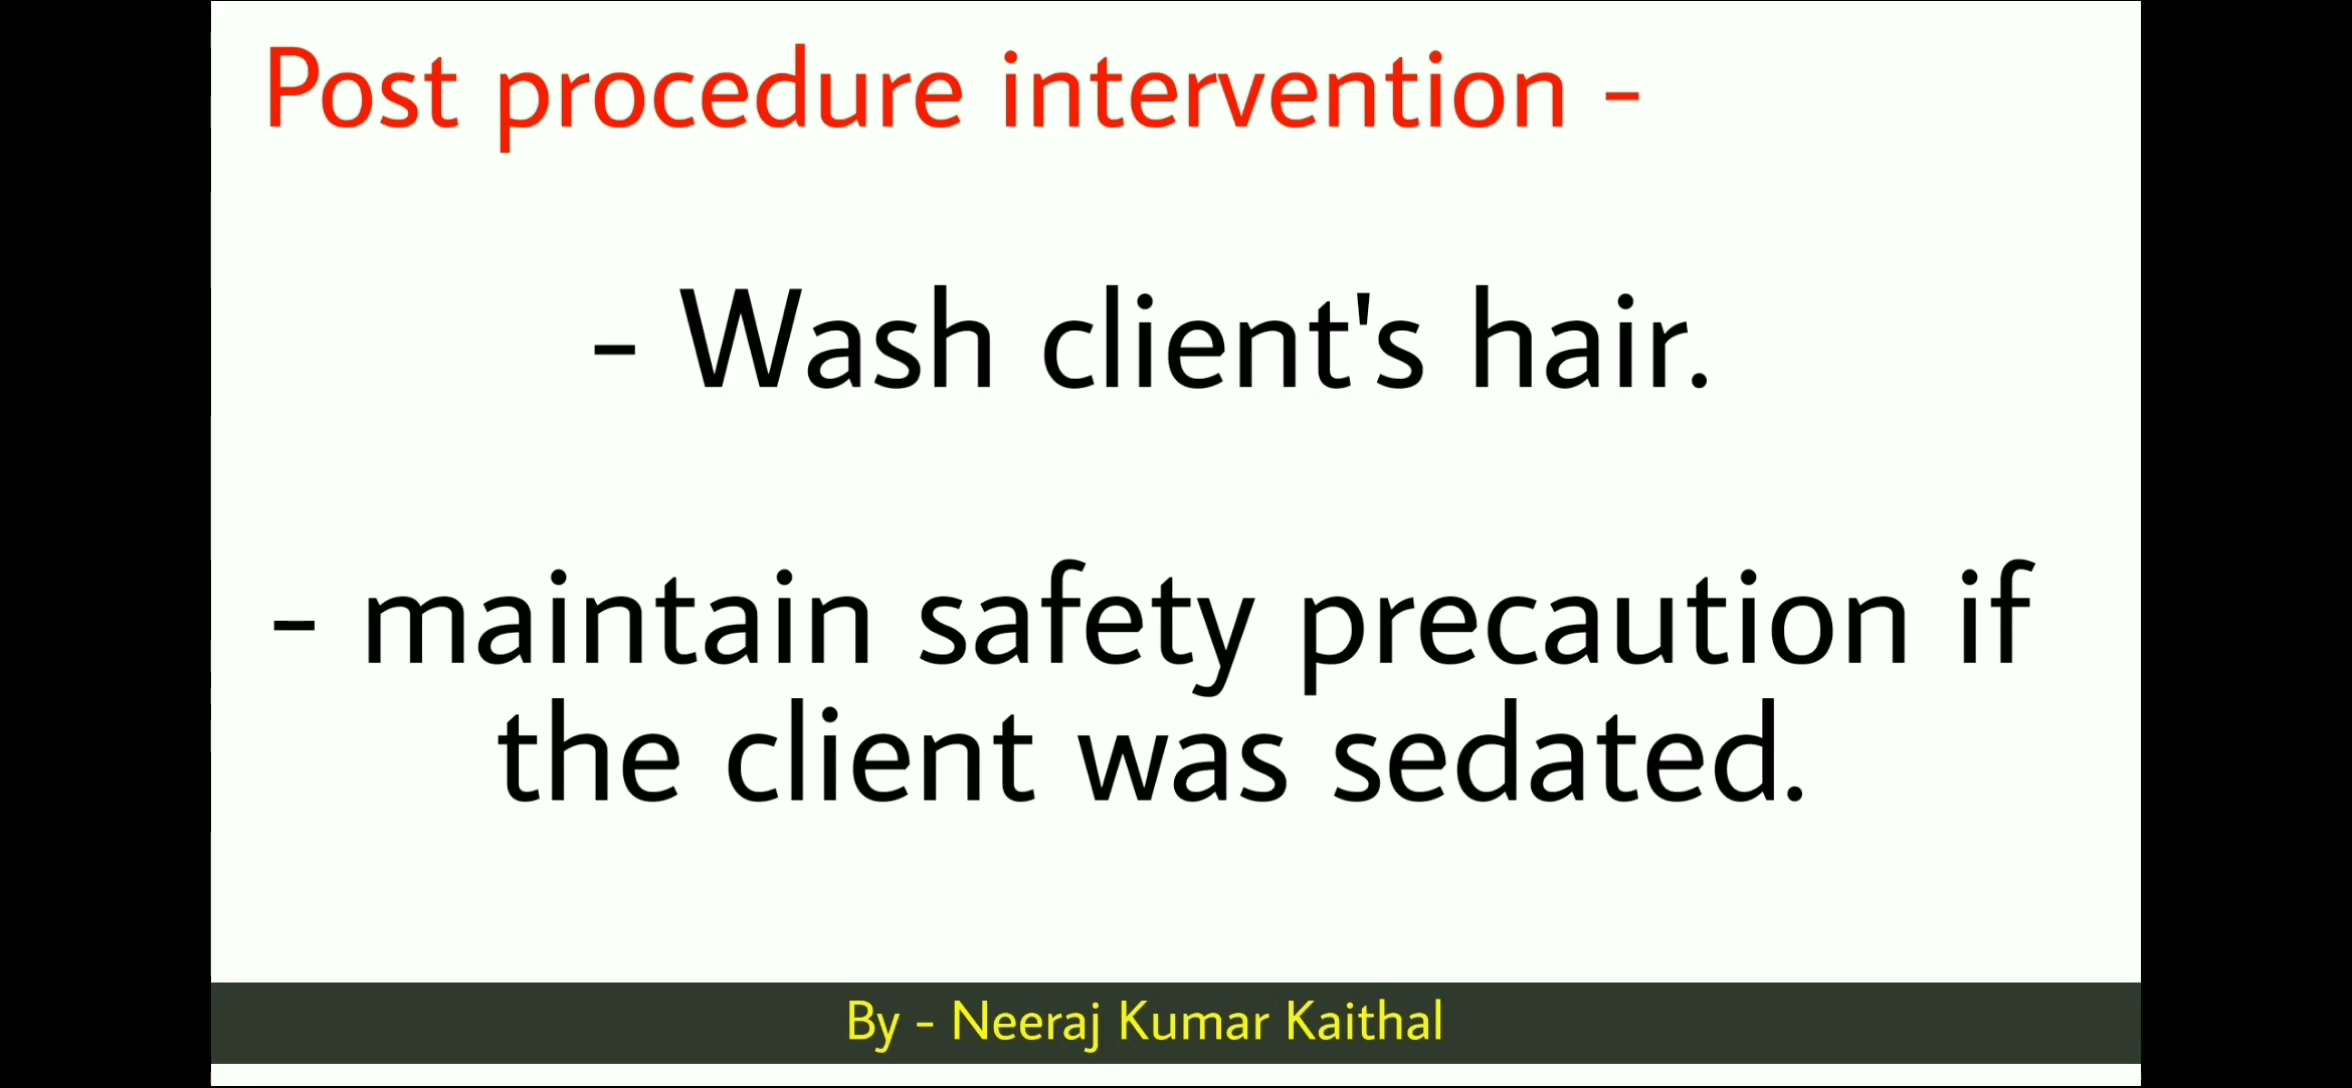 Post procedure intervention -
- Wash client's hair.
- maintain safety precaution if
the client was sedated.
By - Neeraj Kumar Kaithal